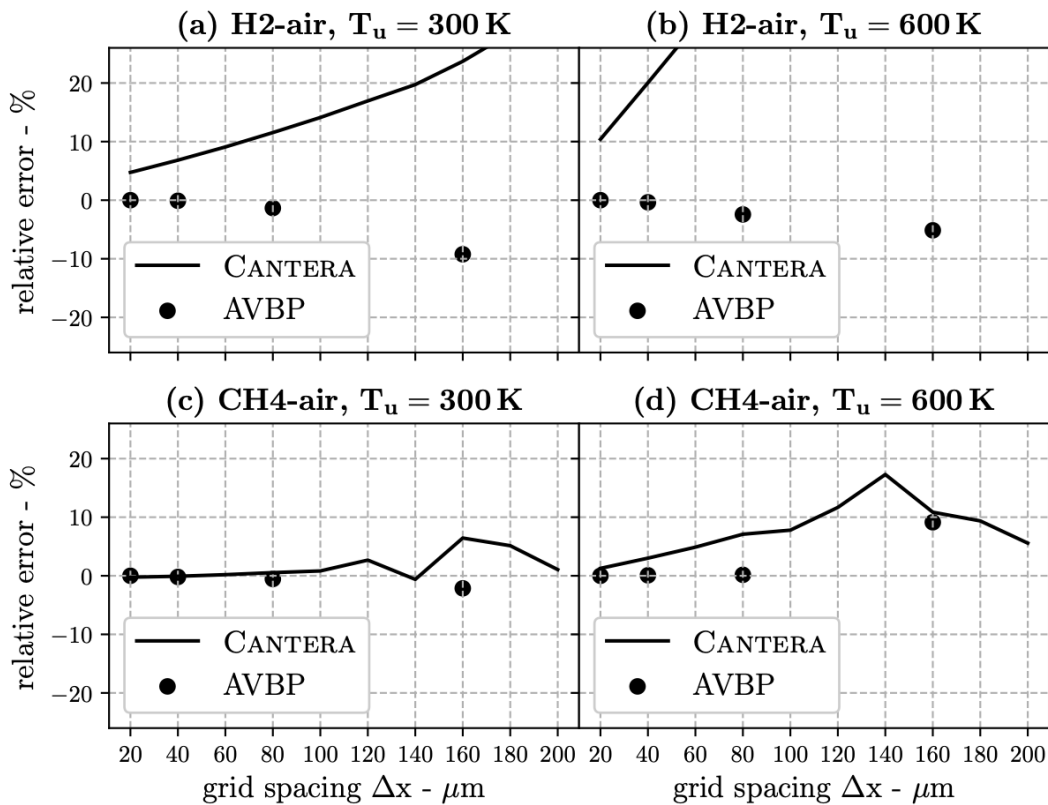 (a) H2-air, Tᵤ = 300 K
(b) H2-air, Tᵤ = 600 K
relative error - %
20
10
0
−10
−20
CANTERA
AVBP
CANTERA
AVBP
(c) CH4-air, Tᵤ = 300 K
(d) CH4-air, Tᵤ = 600 K
relative error - %
20
10
0
−10
−20
CANTERA
AVBP
CANTERA
AVBP
20 40 60 80 100 120 140 160 180 200
20 40 60 80 100 120 140 160 180 200
grid spacing Δx - μm
grid spacing Δx - μm